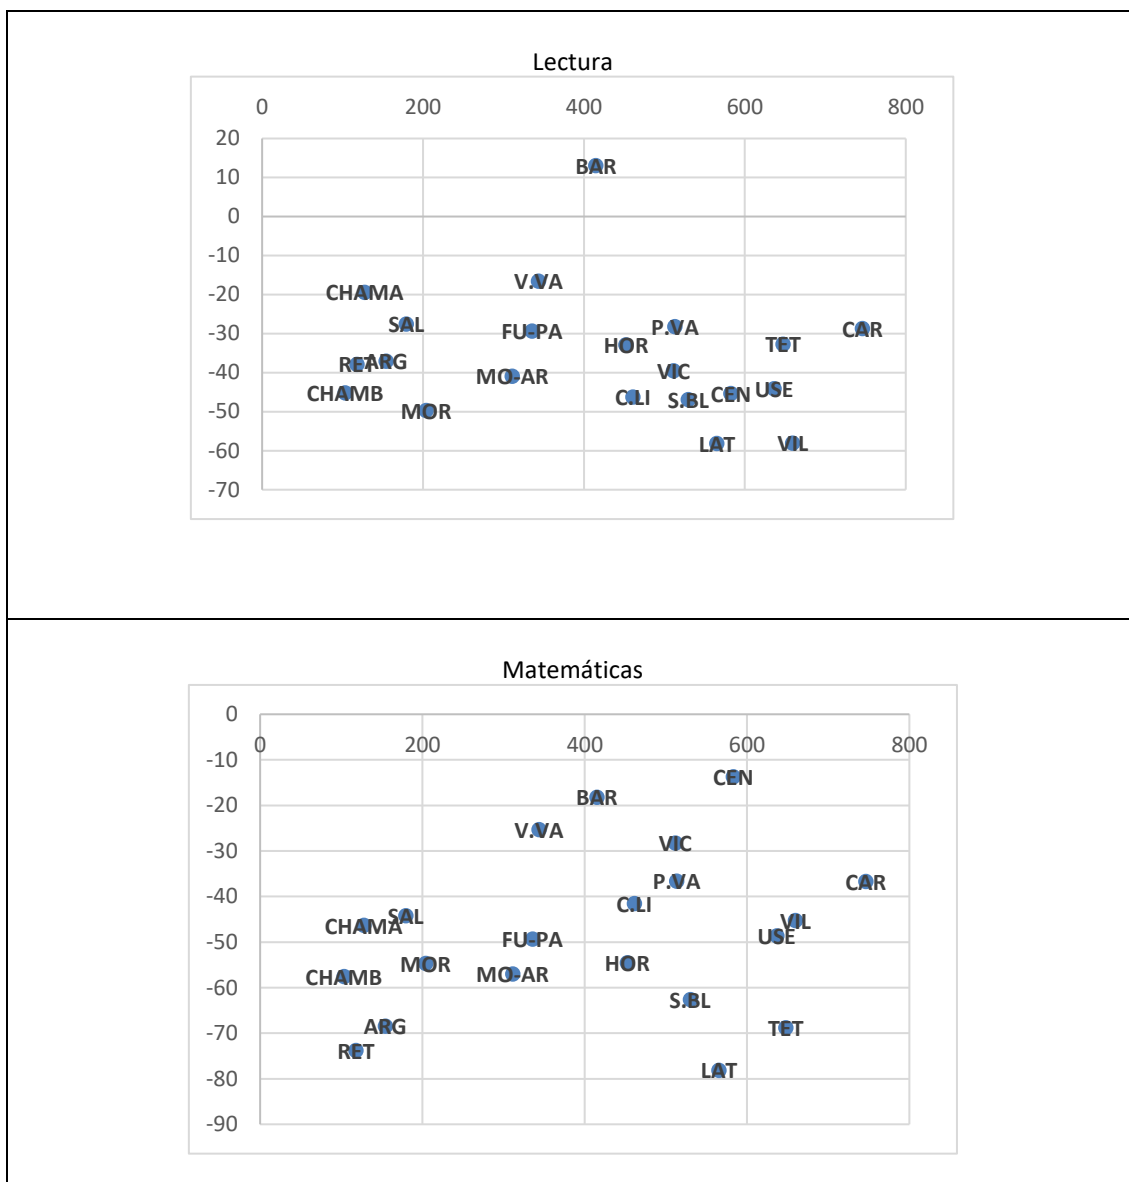 Lectura
0 200 400 600 800
20
BAR
10
0
-10
V.VA
CHAMA
-20
SAL FU-PA P.VA CAR
-30
HOR TET
RET ARG
MO-AR VIC
-40
CHAMB C.LI S.BL CEN USE
MOR
-50
LAT VIL
-60
-70
Matemáticas
0
0 200 400 600 800
-10
CEN
BAR
-20
V.VA VIC
-30
P.VA CAR
-40
C.LI
SAL VIL
CHAMA USE
FU-PA
-50
MOR HOR
CHAMB MO-AR
-60
S.BL
ARG TET
-70
RET
LAT
-80
-90